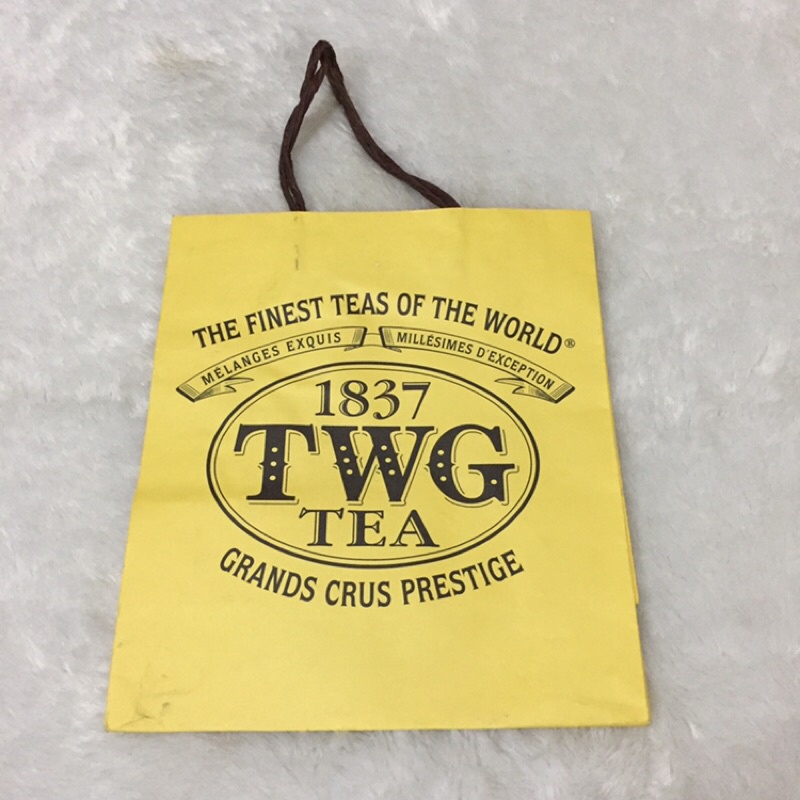 THE FINEST TEAS OF THE WORLD®
MÉLANGES EXQUIS MILLÉSIMES D'EXCEPTION
1837
TWG
TEA
GRANDS CRUS PRESTIGE